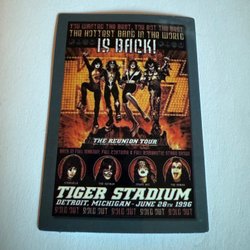 YOU WANTED THE BEST, YOU GOT THE BEST
THE HOTTEST BAND IN THE WORLD
IS BACK!
THE REUNION TOUR
TIGER STADIUM
DETROIT, MICHIGAN - JUNE 28TH 1996
SOLD OUT SOLD OUT SOLD OUT SOLD OUT